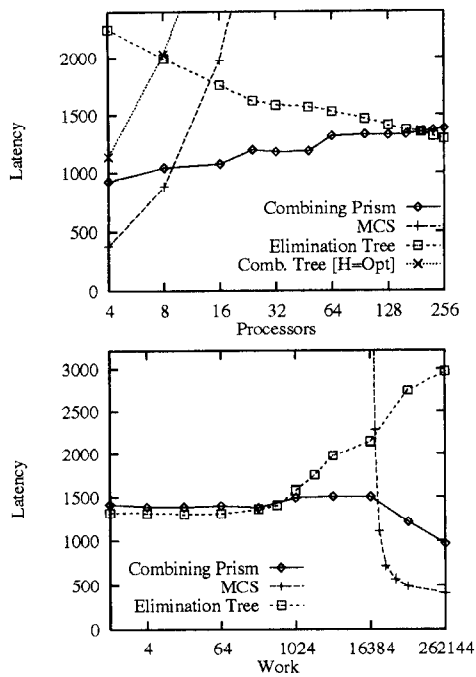 2000
1500
1000
500
0
Latency
Combining Prism
MCS
Elimination Tree
Comb. Tree [H=Opt]
4 8 16 32 64 128 256
Processors
3000
2500
2000
1500
1000
500
0
Latency
Combining Prism
MCS
Elimination Tree
4 64 1024 16384 262144
Work